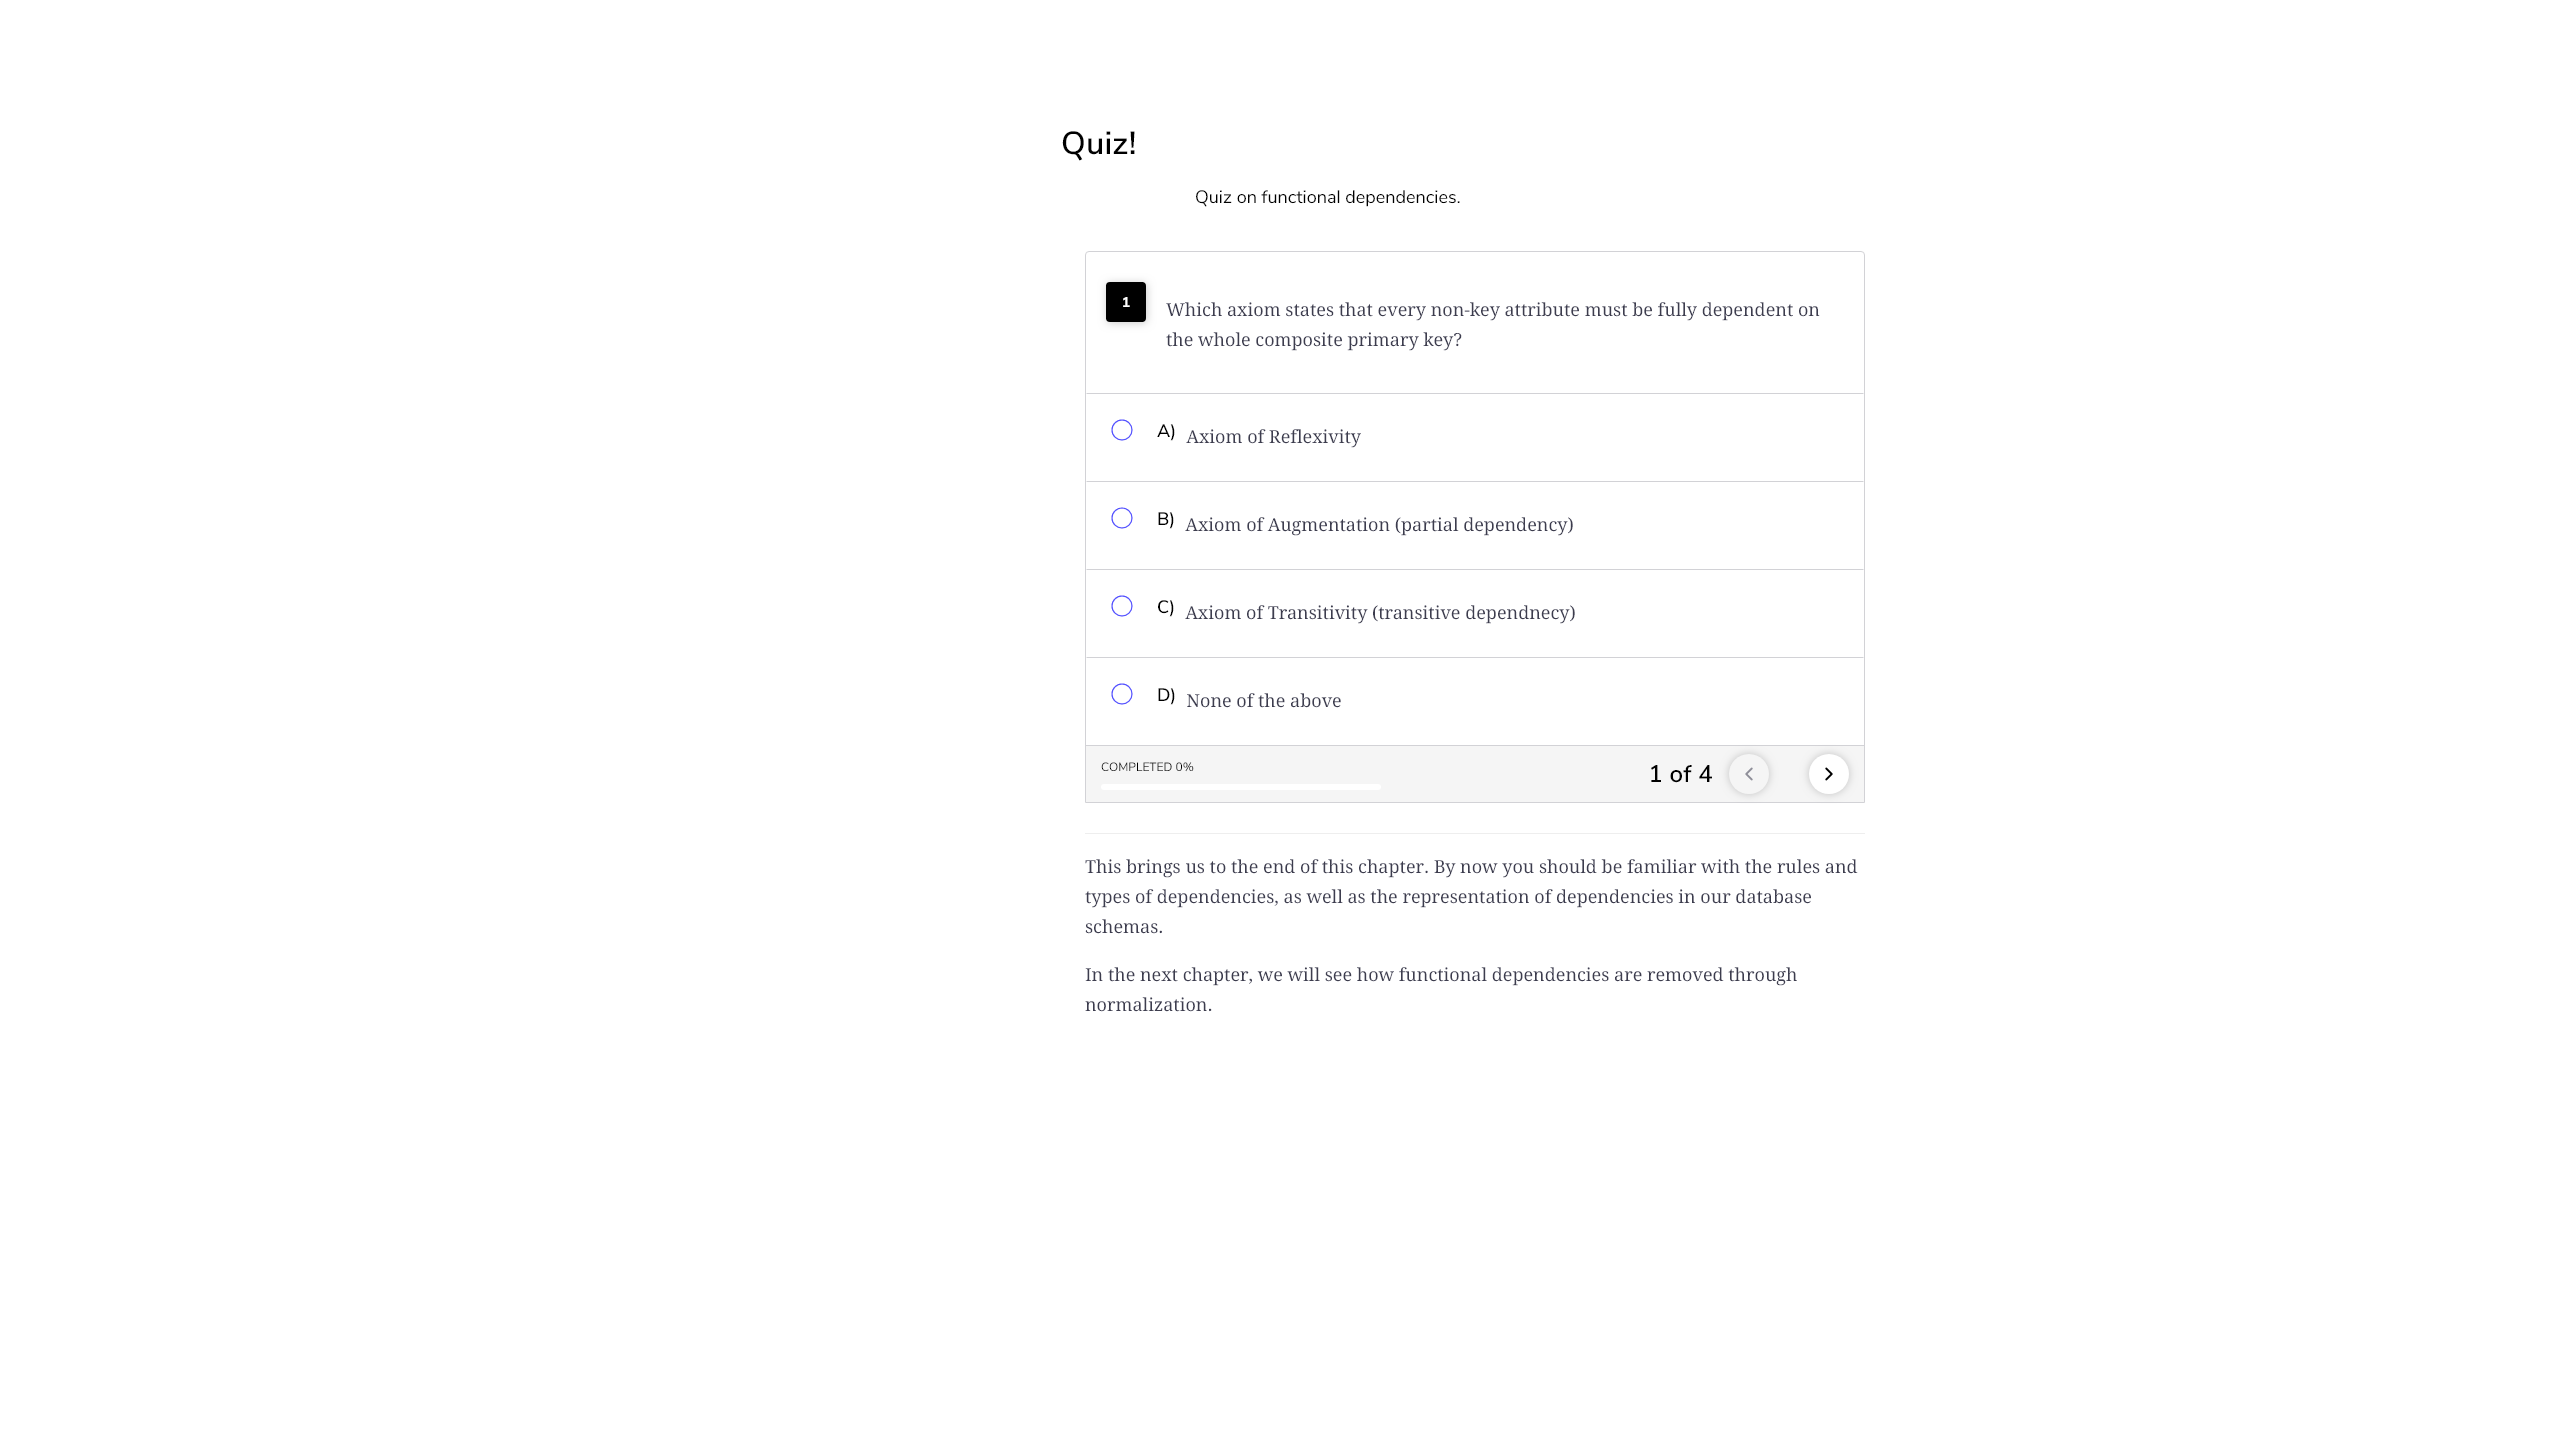 Quiz!
Quiz on functional dependencies.
1
Which axiom states that every non-key attribute must be fully dependent on
the whole composite primary key?
A) Axiom of Reflexivity
B) Axiom of Augmentation (partial dependency)
C) Axiom of Transitivity (transitive dependnecy)
D) None of the above
COMPLETED 0%
1 of 4
This brings us to the end of this chapter. By now you should be familiar with the rules and
types of dependencies, as well as the representation of dependencies in our database
schemas.
In the next chapter, we will see how functional dependencies are removed through
normalization.